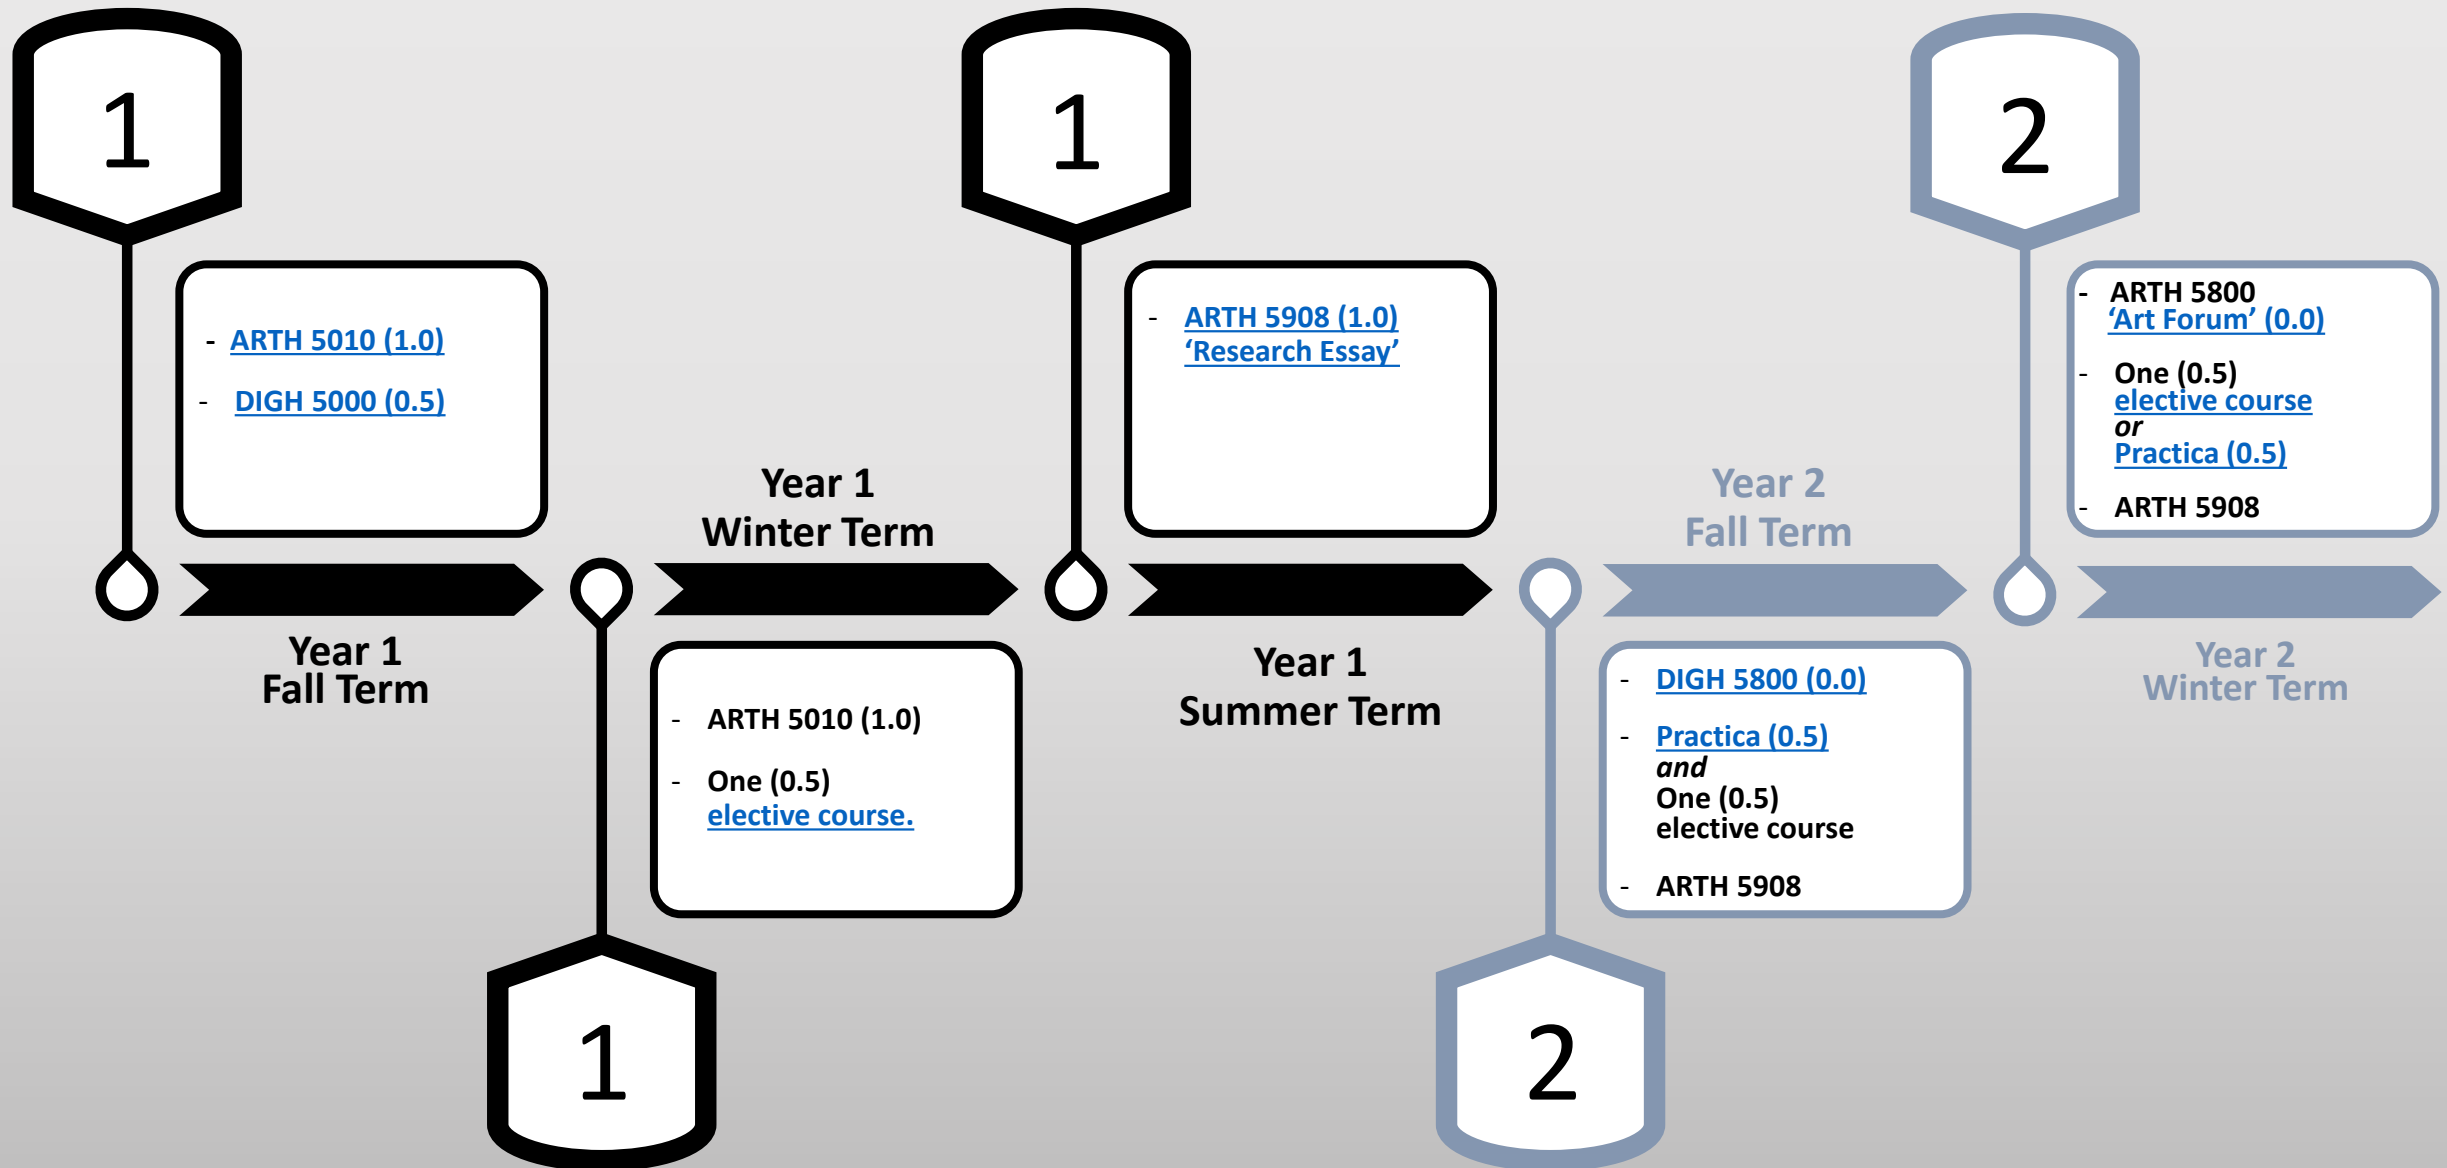 1
- ARTH 5010 (1.0)
- DIGH 5000 (0.5)
Year 1
Fall Term
Year 1
Winter Term
- ARTH 5010 (1.0)
- One (0.5)
elective course.
1
1
- ARTH 5908 (1.0)
‘Research Essay’
Year 1
Summer Term
Year 2
Fall Term
- DIGH 5800 (0.0)
- Practica (0.5)
and
One (0.5)
elective course
- ARTH 5908
2
2
- ARTH 5800
‘Art Forum’ (0.0)
- One (0.5)
elective course
or
Practica (0.5)
- ARTH 5908
Year 2
Winter Term